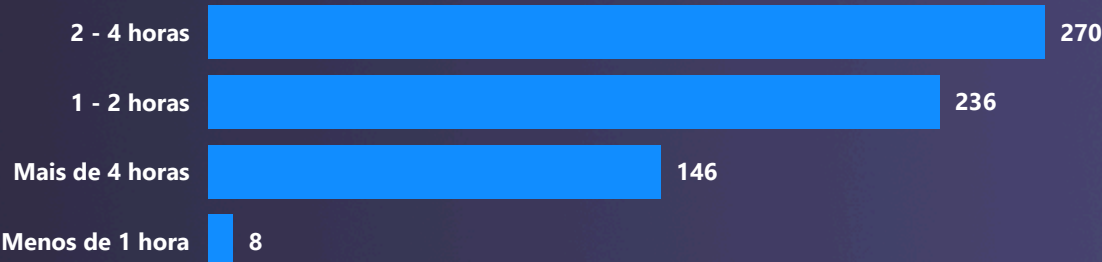 2 - 4 horas 270
1 - 2 horas 236
Mais de 4 horas 146
Menos de 1 hora 8